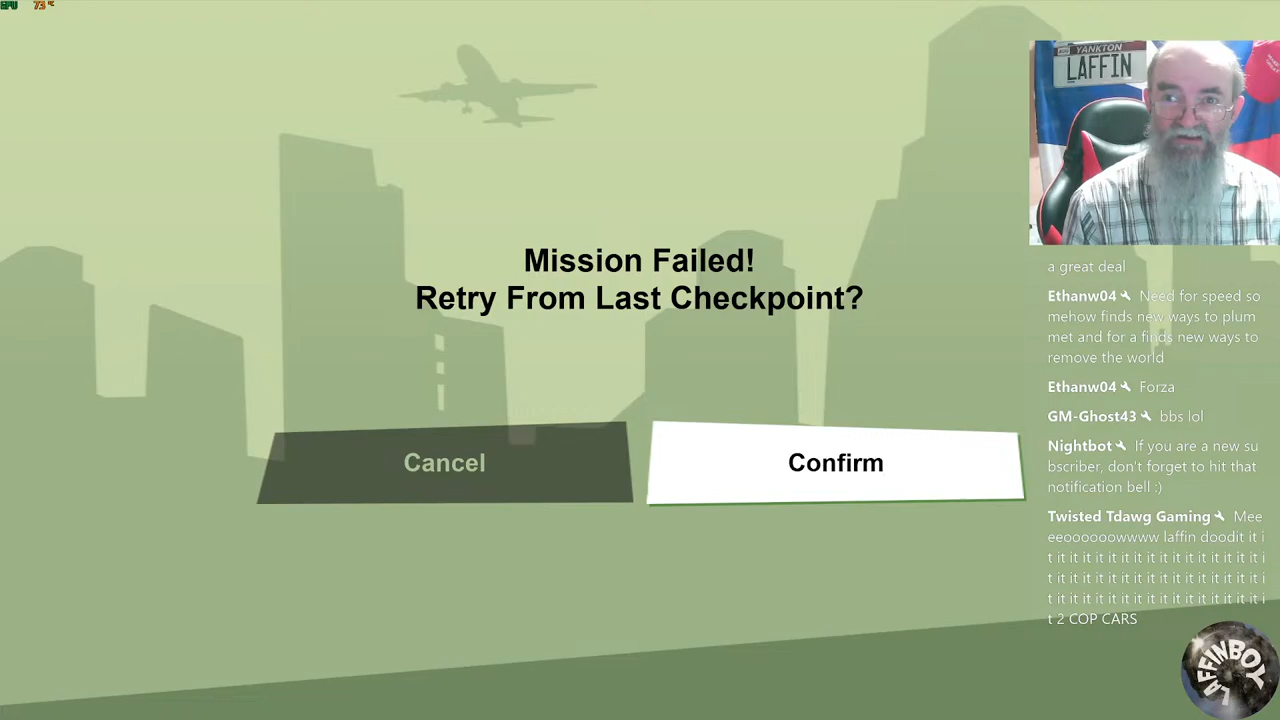 GPU 73 °C
YANKTON
LAFFIN
Mission Failed!
Retry From Last Checkpoint?
Cancel
Confirm
a great deal
Ethanw04 Need for speed so
mehow finds new ways to plum
met and for a finds new ways to
remove the world
Ethanw04 Forza
GM-Ghost43 bbs lol
Nightbot If you are a new su
bscriber, don't forget to hit that
notification bell :)
Twisted Tdawg Gaming Mee
eeoooooowwww laffin doodit it i
t it it it it it it it it it it it it it it it i
t it it it it it it it it it it it it it it it i
t it it it it it it it it it it it it it it it i
t 2 COP CARS
LAFFINBOY